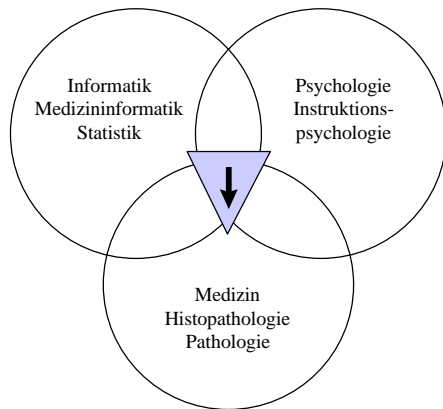 Informatik
Medizininformatik
Statistik
Psychologie
Instruktions-
psychologie
Medizin
Histopathologie
Pathologie